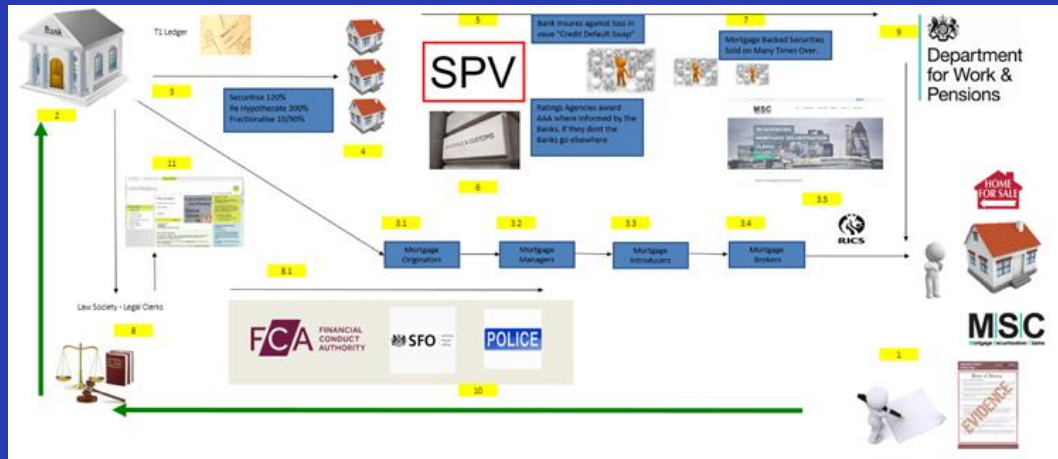 Bank
T1 Ledger
2
3
Securitise 120%
Re Hypothecate 300%
Fractionalise 10/90%
4
5
SPV
6
Bank Insures against loss in
value "Credit Default Swap"
Ratings Agencies award
AAA where informed by the
Banks. If they dont the
Banks go elsewhere
7
Mortgage Backed Securities
Sold on Many Times Over.
MSC
9
Department
for Work &
Pensions
11
3.1
Mortgage
Originators
3.2
Mortgage
Managers
3.3
Mortgage
Introducers
3.4
Mortgage
Brokers
3.5
RICS
HOME
FOR SALE
MSC
Mortgage Securitisation Claims
8.1
Law Society - Legal Clerks
8
FCA
FINANCIAL
CONDUCT
AUTHORITY
SFO
POLICE
10
1
EVIDENCE